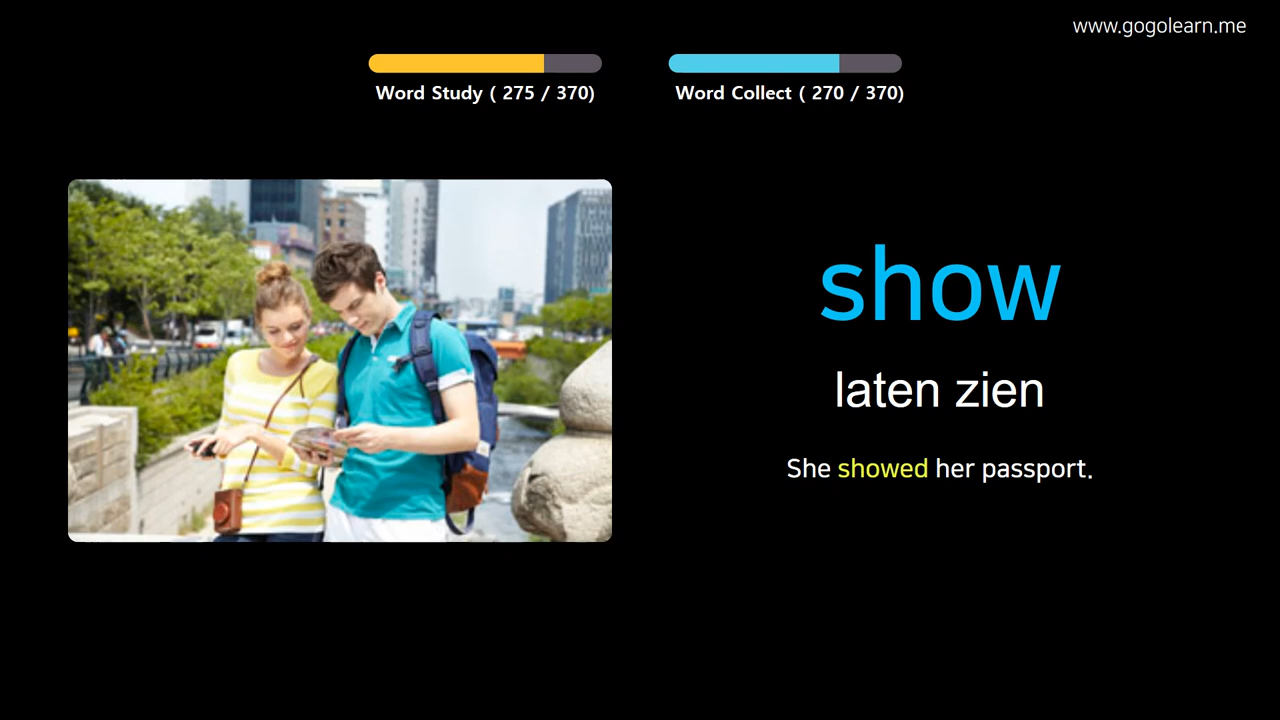 www.gogolearn.me
Word Study ( 275 / 370)
Word Collect ( 270 / 370)
show
laten zien
She showed her passport.